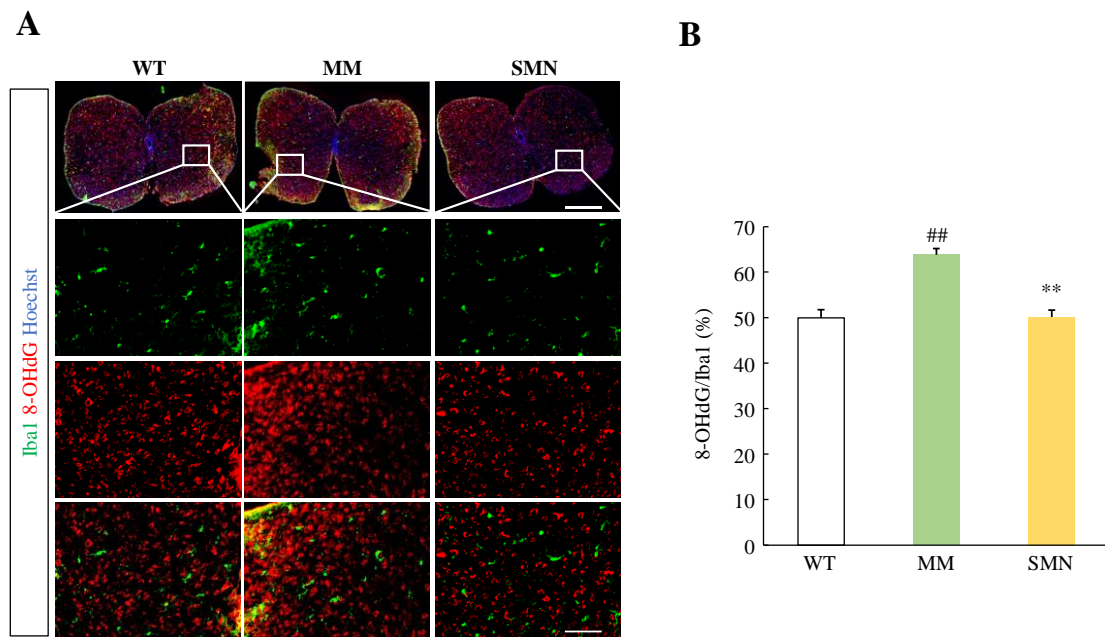 A
B
WT MM SMN
Iba1 8-OHdG Hoechst
8-OHdG/Iba1 (%)
70
60
50
40
30
20
10
0
##
**
WT MM SMN